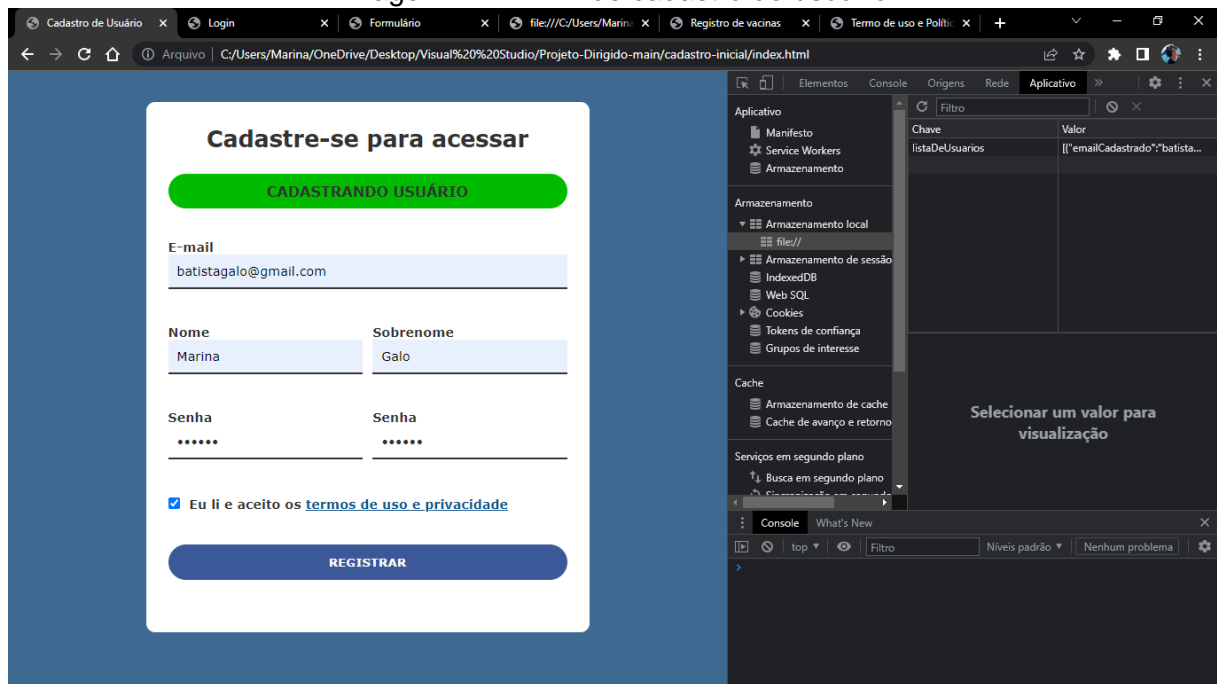 Cadastro de Usuário
Login
Formulário
file:///C:/Users/Marina
Registro de vacinas
Termo de uso e Polític
Arquivo
C:/Users/Marina/OneDrive/Desktop/Visual%20%20Studio/Projeto-Dirigido-main/cadastro-inicial/index.html
Cadastre-se para acessar
CADASTRANDO USUÁRIO
E-mail
batistagalo@gmail.com
Nome Sobrenome
Marina Galo
Senha Senha
•••••• ••••••
Eu li e aceito os termos de uso e privacidade
REGISTRAR
Elementos Console Origens Rede Aplicativo »
Aplicativo
Manifesto
Service Workers
Armazenamento
Armazenamento
Armazenamento local
file://
Armazenamento de sessão
IndexedDB
Web SQL
Cookies
Tokens de confiança
Grupos de interesse
Cache
Armazenamento de cache
Cache de avanço e retorno
Serviços em segundo plano
Busca em segundo plano
Filtro
Chave Valor
listaDeUsuarios [{"emailCadastrado":"batista...
Selecionar um valor para
visualização
Console What's New
top Filtro Níveis padrão Nenhum problema